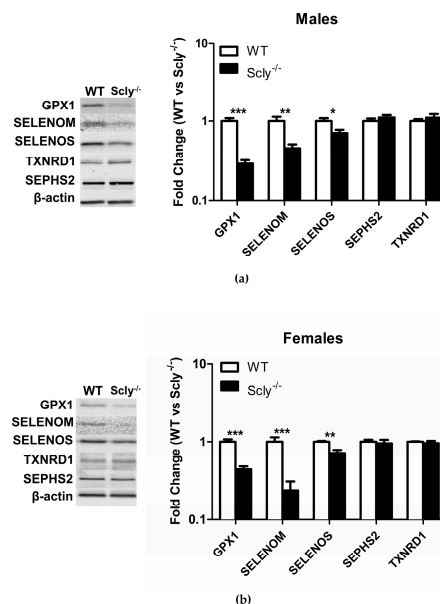 Males
WT Scly-/-
GPX1
SELENOM
SELENOS
TXNRD1
SEPHS2
β-actin
Fold Change (WT vs Scly-/-)
10
1
0.1
WT
Scly-/-
***
**
*
GPX1
SELENOM
SELENOS
SEPHS2
TXNRD1
(a)
Females
WT Scly-/-
GPX1
SELENOM
SELENOS
TXNRD1
SEPHS2
β-actin
Fold Change (WT vs Scly-/-)
10
1
0.1
WT
Scly-/-
***
***
**
GPX1
SELENOM
SELENOS
SEPHS2
TXNRD1
(b)